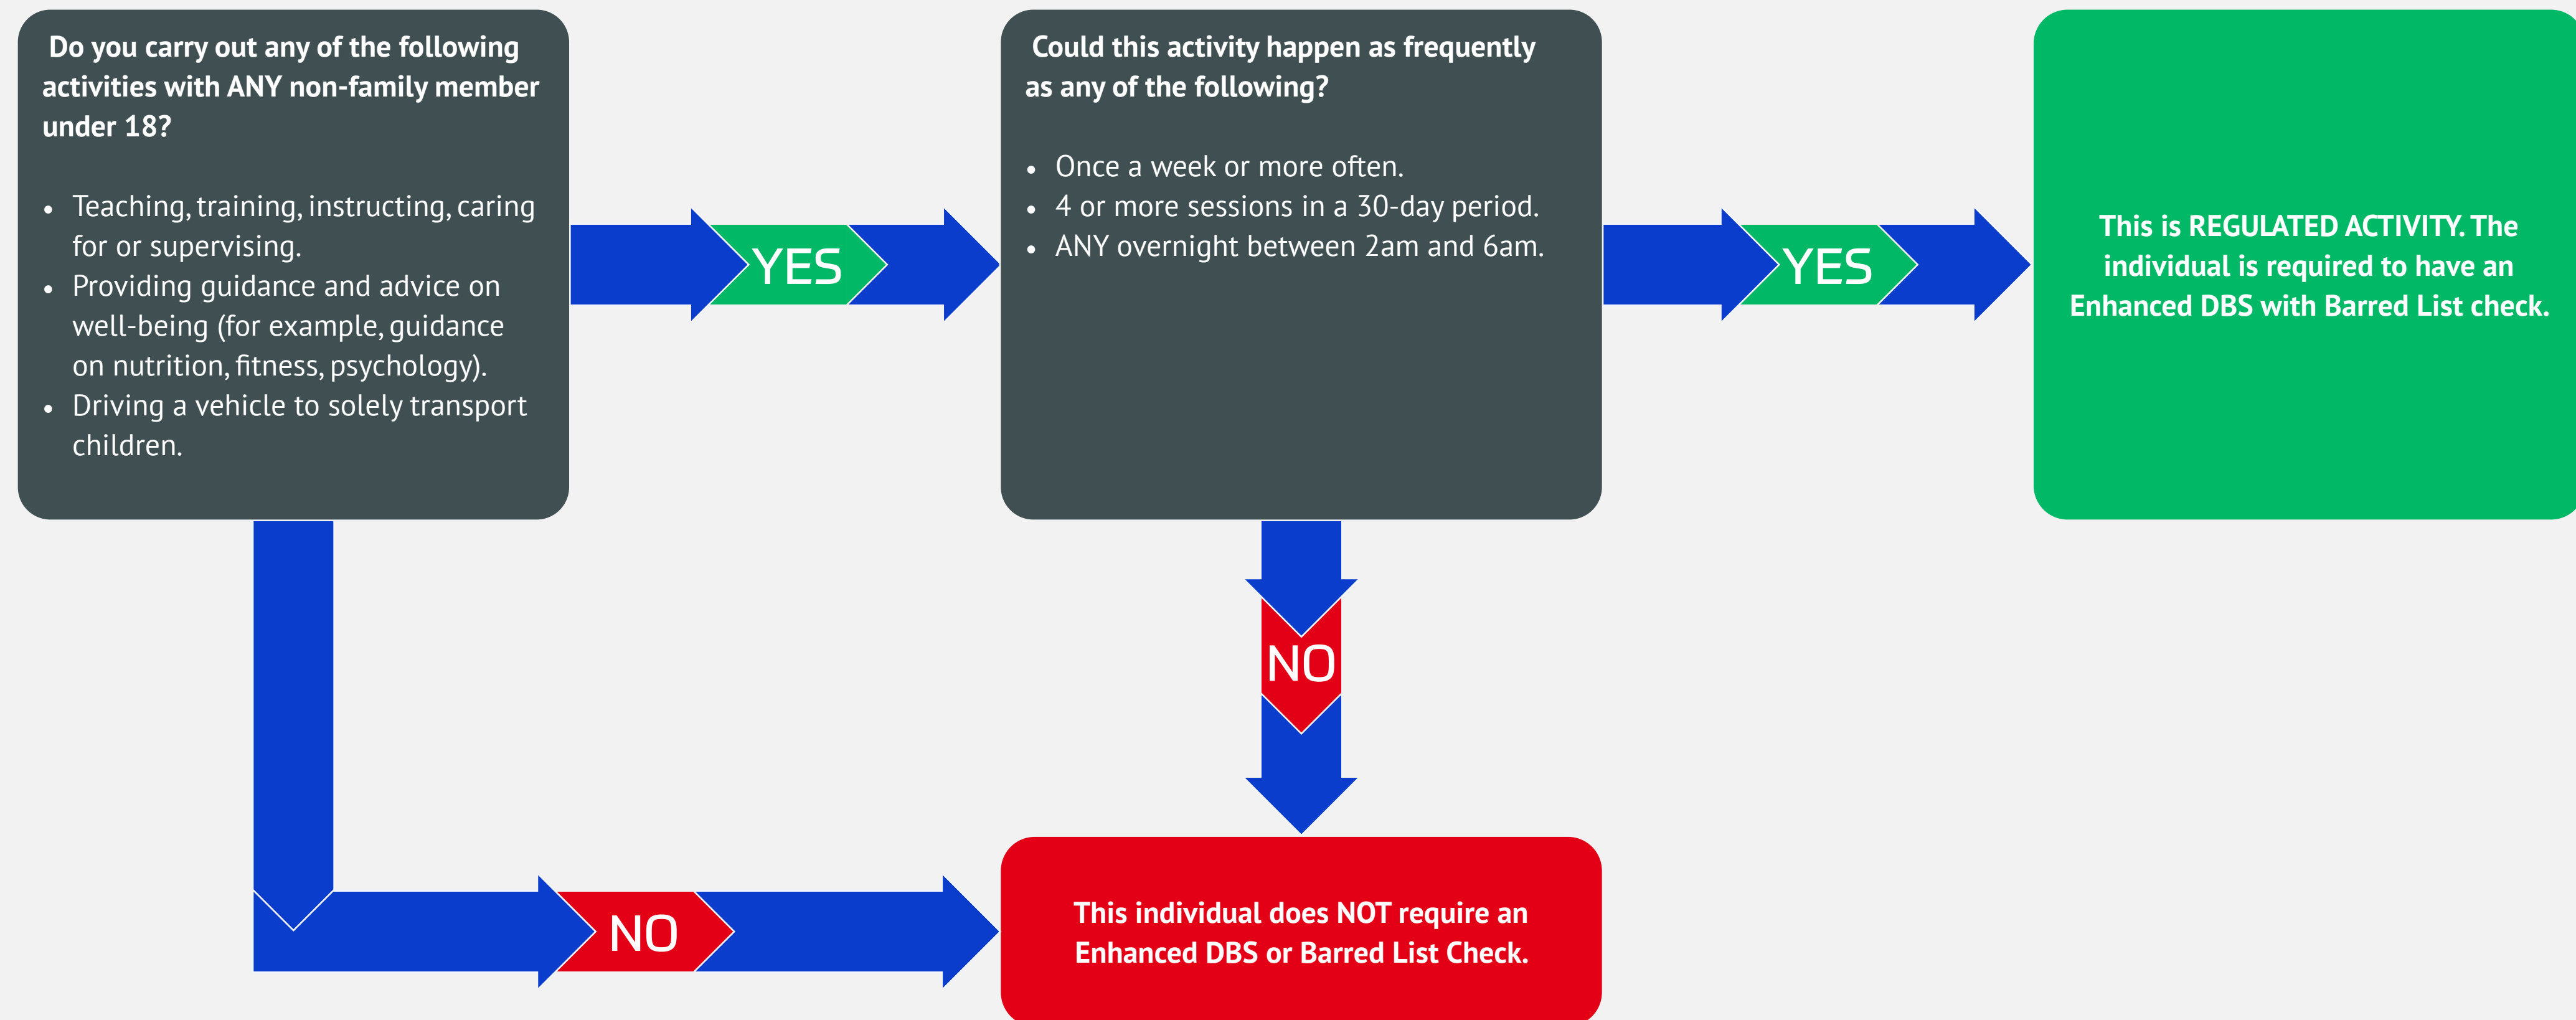 Do you carry out any of the following
activities with ANY non-family member
under 18?
• Teaching, training, instructing, caring
for or supervising.
• Providing guidance and advice on
well-being (for example, guidance
on nutrition, fitness, psychology).
• Driving a vehicle to solely transport
children.
YES
Could this activity happen as frequently
as any of the following?
• Once a week or more often.
• 4 or more sessions in a 30-day period.
• ANY overnight between 2am and 6am.
YES
This is REGULATED ACTIVITY. The
individual is required to have an
Enhanced DBS with Barred List check.
NO
NO
This individual does NOT require an
Enhanced DBS or Barred List Check.